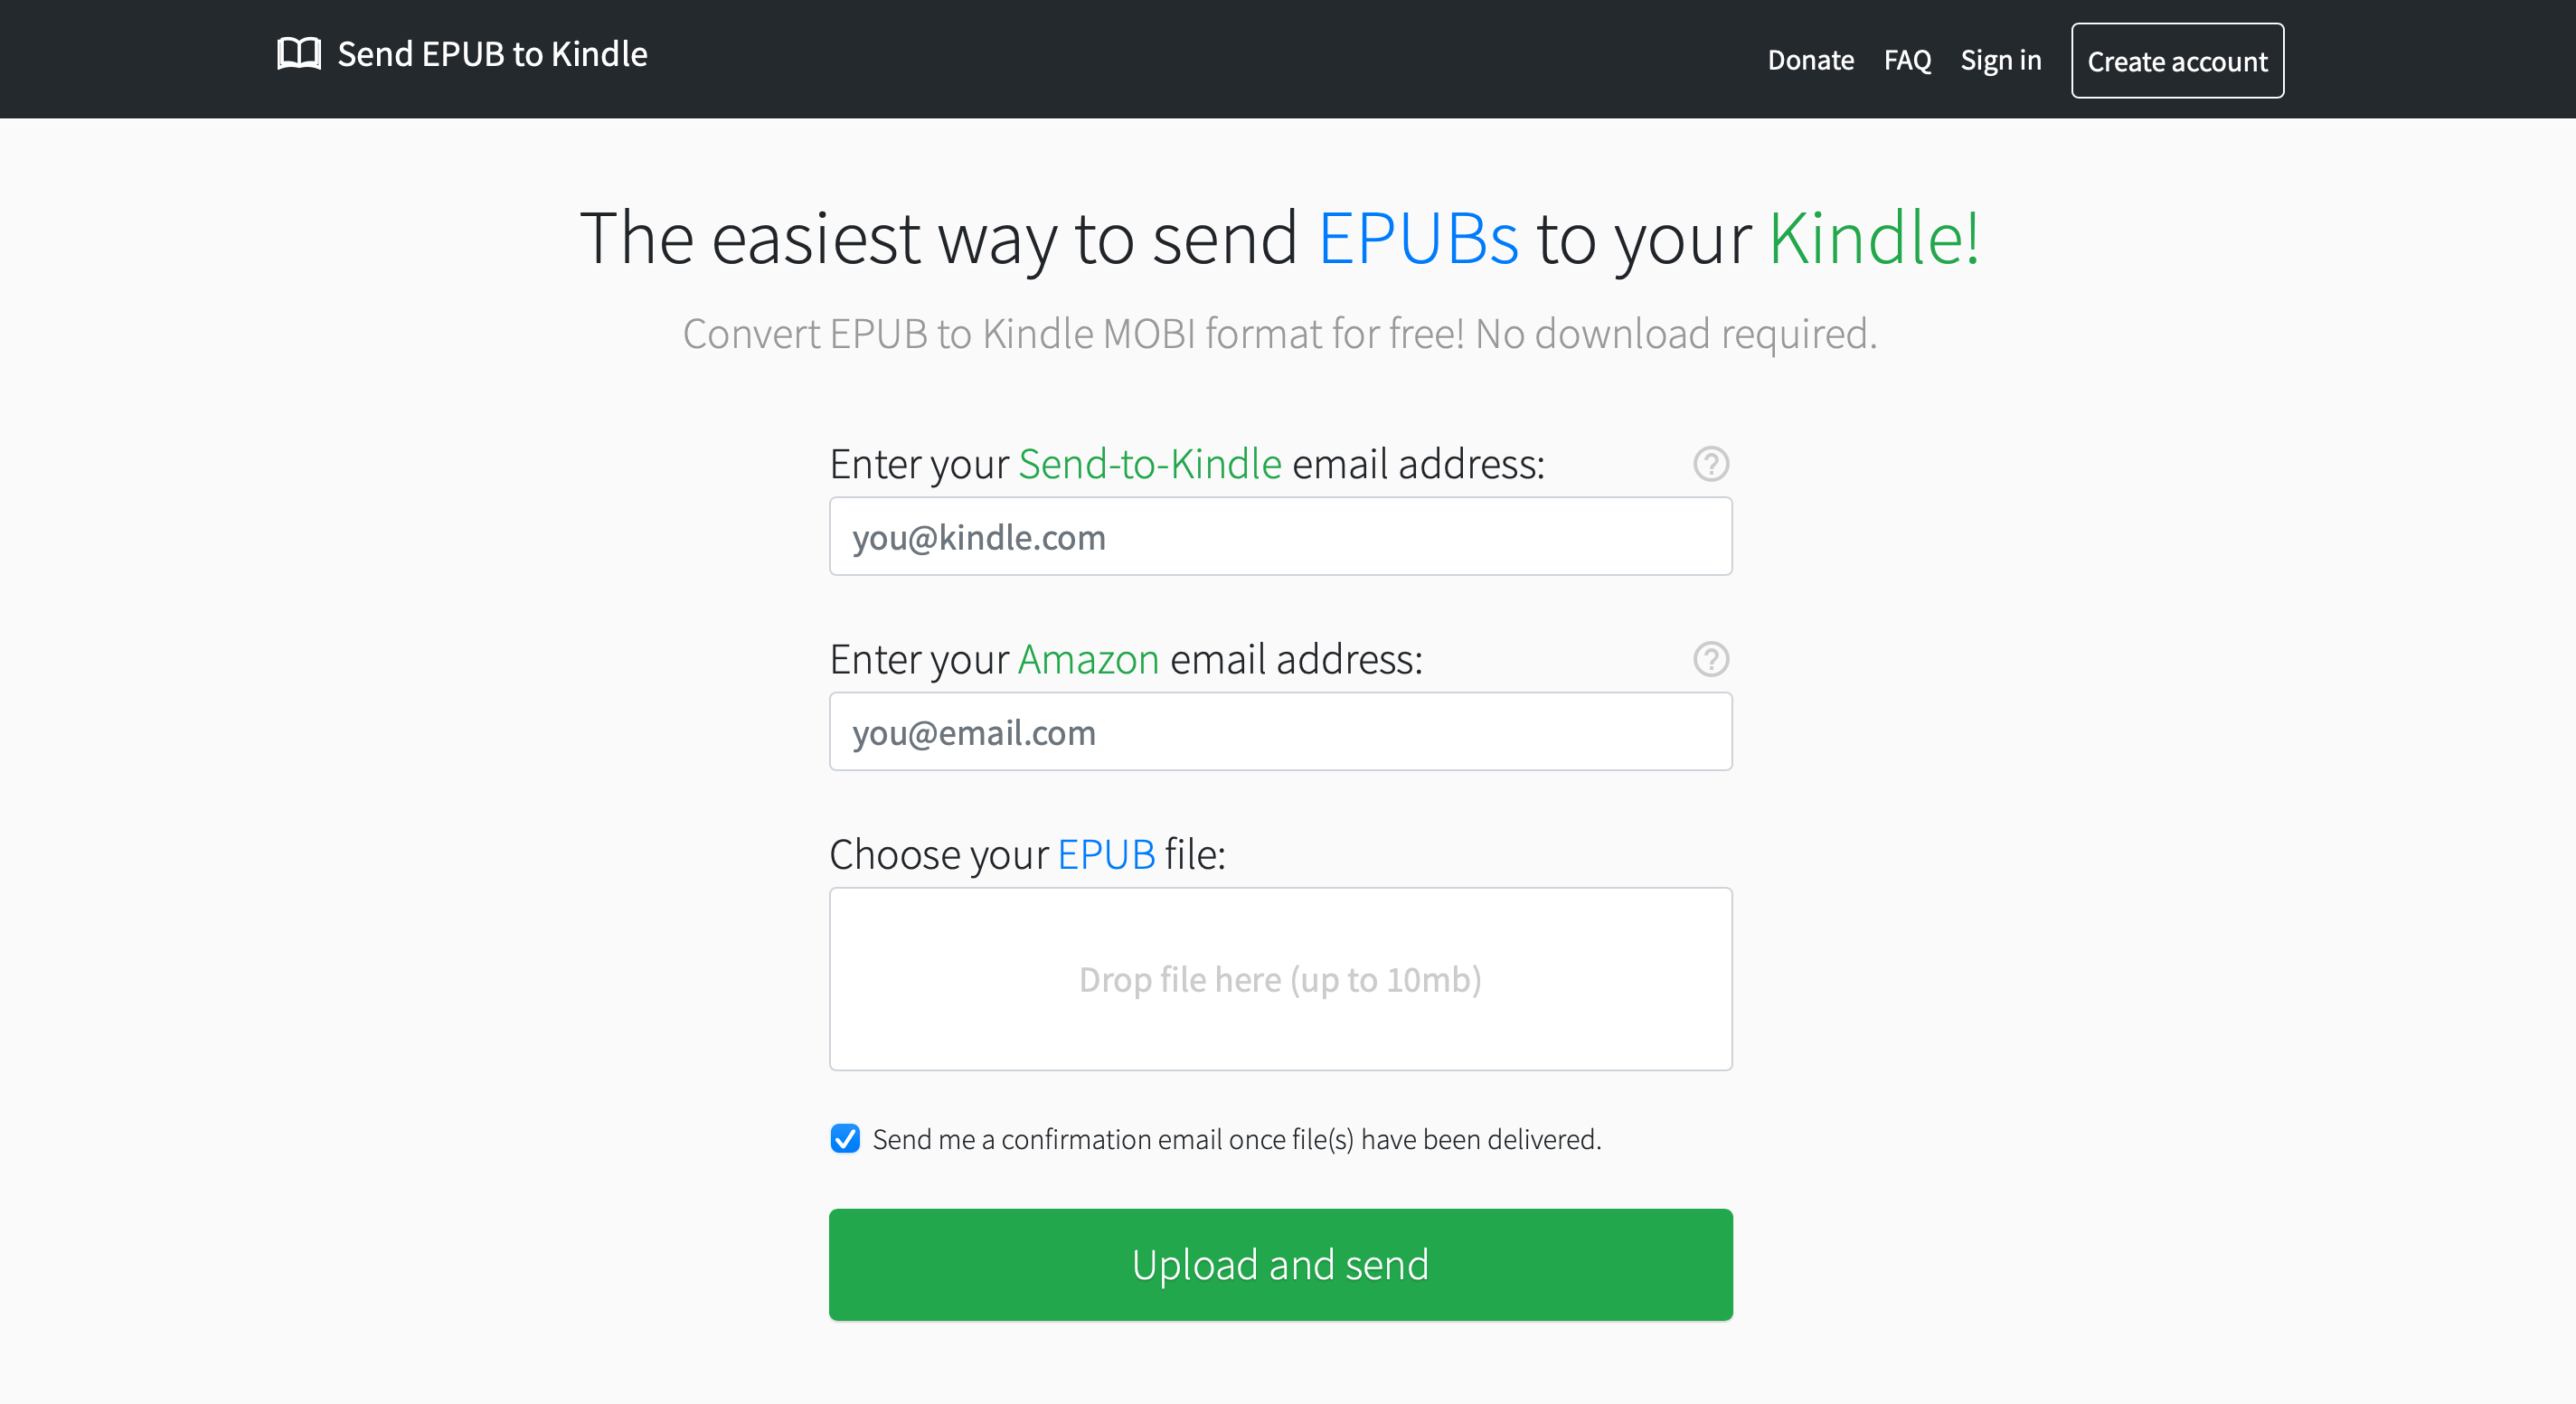 Send EPUB to Kindle
Donate FAQ Sign in Create account
The easiest way to send EPUBs to your Kindle!
Convert EPUB to Kindle MOBI format for free! No download required.
Enter your Send-to-Kindle email address:
you@kindle.com
Enter your Amazon email address:
you@email.com
Choose your EPUB file:
Drop file here (up to 10mb)
Send me a confirmation email once file(s) have been delivered.
Upload and send